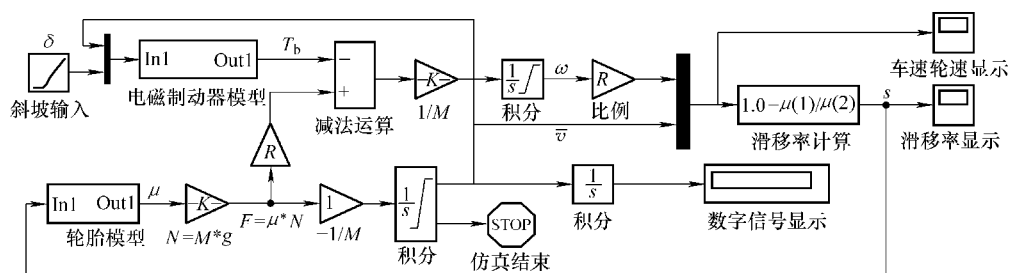 δ
斜坡输入
In1 Out1
电磁制动器模型
T_b
−
+
减法运算
-K-
1/M
1/s
积分
ω
R
比例
v̅
车速轮速显示
1.0−μ(1)/μ(2)
滑移率计算
s
滑移率显示
R
In1 Out1
轮胎模型
μ
-K-
N=M*g
F=μ*N
1
−1/M
1/s
积分
STOP
仿真结束
1/s
积分
数字信号显示